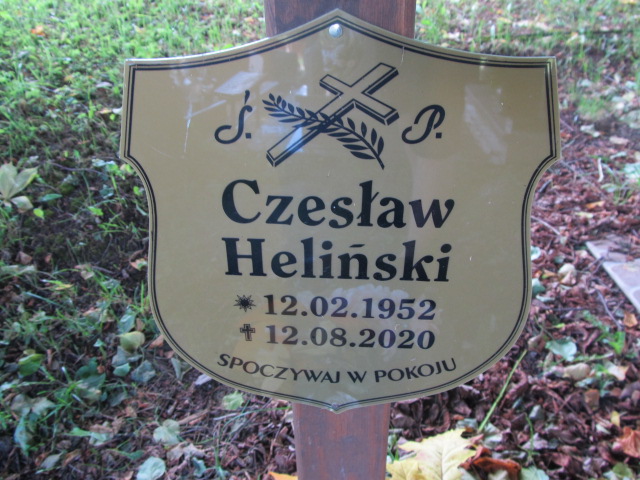 Ś. P.
Czesław
Heliński
12.02.1952
12.08.2020
SPOCZYWAJ W POKOJU